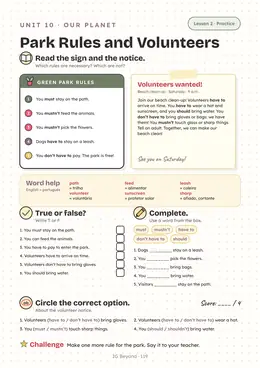 UNIT 10 · OUR PLANET
Lesson 2 · Practice
Park Rules and Volunteers
Read the sign and the notice.
Which rules are necessary? Which are not?
GREEN PARK RULES
1 You must stay on the path.
2 You mustn't feed the animals.
3 You mustn't pick the flowers.
4 Dogs have to stay on a leash.
5 You don't have to pay. The park is free!
Volunteers wanted!
Beach clean-up · Saturday · 9 a.m.
Join our beach clean-up! Volunteers have to
arrive on time. You have to wear a hat and
sunscreen, and you should bring water. You
don't have to bring gloves or bags: we have
them! You mustn't touch glass or sharp things.
Tell an adult. Together, we can make our
beach clean!
See you on Saturday!
Word help
English • português
path
= trilha
volunteer
= voluntário
feed
= alimentar
sunscreen
= protetor solar
leash
= coleira
sharp
= afiado, cortante
True or false?
Write T or F.
1. You must stay on the path.
2. You can feed the animals.
3. You have to pay to enter the park.
4. Volunteers have to arrive on time.
5. Volunteers don't have to bring gloves
6. You should bring water
Complete.
Use a word from the box.
must mustn't have to
don't have to should
1. Dogs ______ stay on a leash.
2. You ______ pick the flowers.
3. You ______ bring bags.
4. You ______ bring water.
5. Visitors ______ stay on the path.
Circle the correct option.
About the volunteer notice.
Score: ____ / 4
1. Volunteers (have to / don't have to) bring gloves.
2. Volunteers (have to / don't have to) wear a hat.
3. You (must / mustn't) touch sharp things
4. You (should / shouldn't) bring water.
Challenge Make one more rule for the park. Say it to a friend.